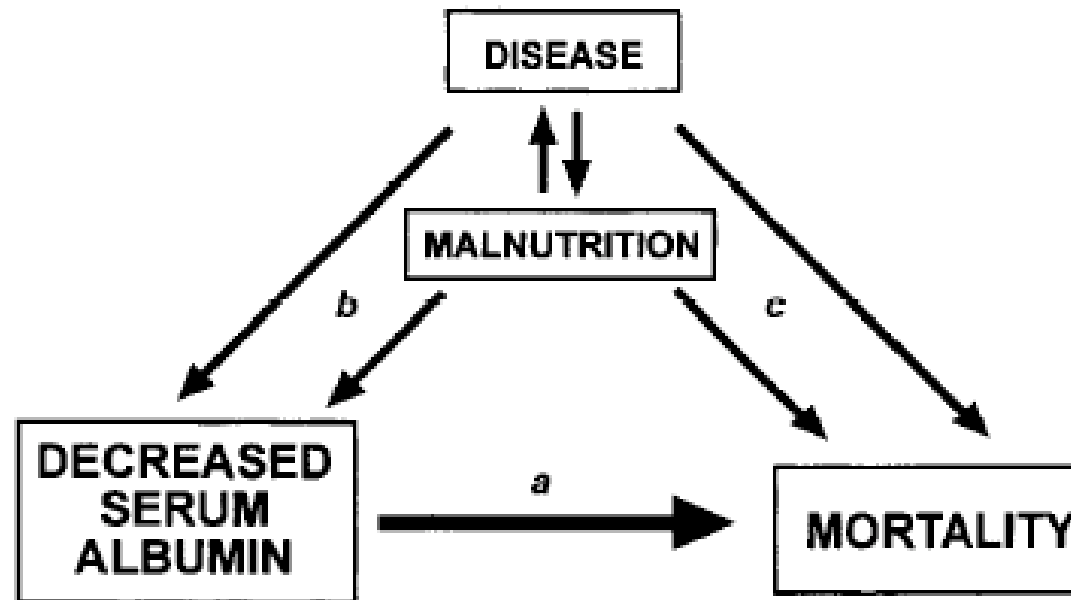 DISEASE
MALNUTRITION
b
c
DECREASED
SERUM
ALBUMIN
a
MORTALITY